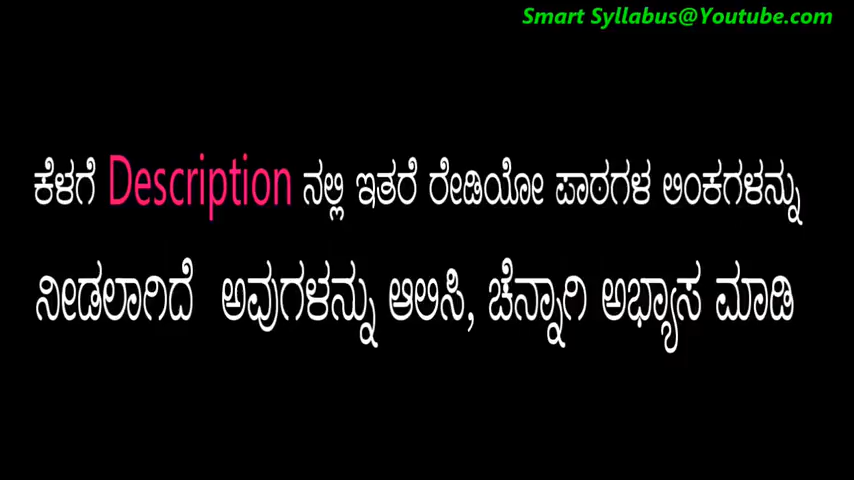 Smart Syllabus@Youtube.com
ಕೆಳಗೆ Description ನಲ್ಲಿ ಇತರೆ ರೇಡಿಯೋ ಪಾಠಗಳ ಲಿಂಕಗಳನ್ನು
ನೀಡಲಾಗಿದೆ ಅವುಗಳನ್ನು ಆಲಿಸಿ, ಚೆನ್ನಾಗಿ ಅಭ್ಯಾಸ ಮಾಡಿ